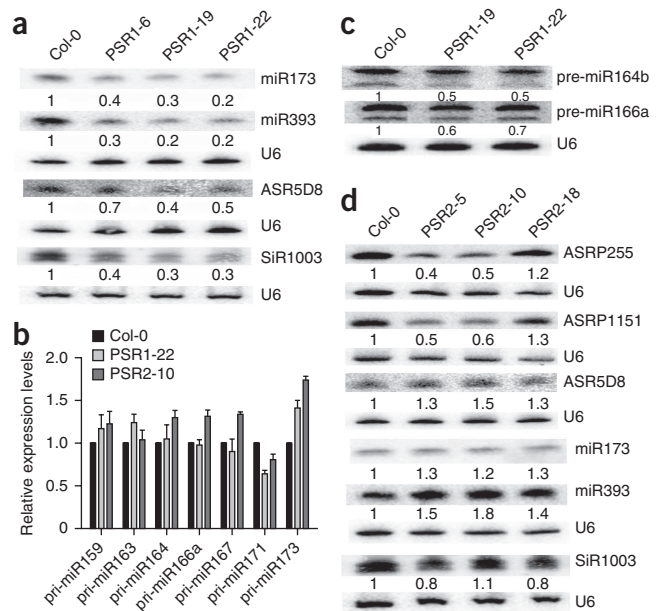 a
Col-0 PSR1-6 PSR1-19 PSR1-22
miR173
1 0.4 0.3 0.2
miR393
1 0.3 0.2 0.2
U6
ASR5D8
1 0.7 0.4 0.5
U6
SiR1003
1 0.4 0.3 0.3
U6
b
Col-0
PSR1-22
PSR2-10
Relative expression levels
2.0
1.5
1.0
0.5
0
pri-miR159 pri-miR163 pri-miR164 pri-miR166a pri-miR167 pri-miR171 pri-miR173
c
Col-0 PSR1-19 PSR1-22
pre-miR164b
1 0.5 0.5
pre-miR166a
1 0.6 0.7
U6
d
Col-0 PSR2-5 PSR2-10 PSR2-18
ASRP255
1 0.4 0.5 1.2
U6
ASRP1151
1 0.5 0.6 1.3
U6
ASR5D8
1 1.3 1.5 1.3
U6
miR173
1 1.3 1.2 1.3
miR393
1 1.5 1.8 1.4
U6
SiR1003
1 0.8 1.1 0.8
U6